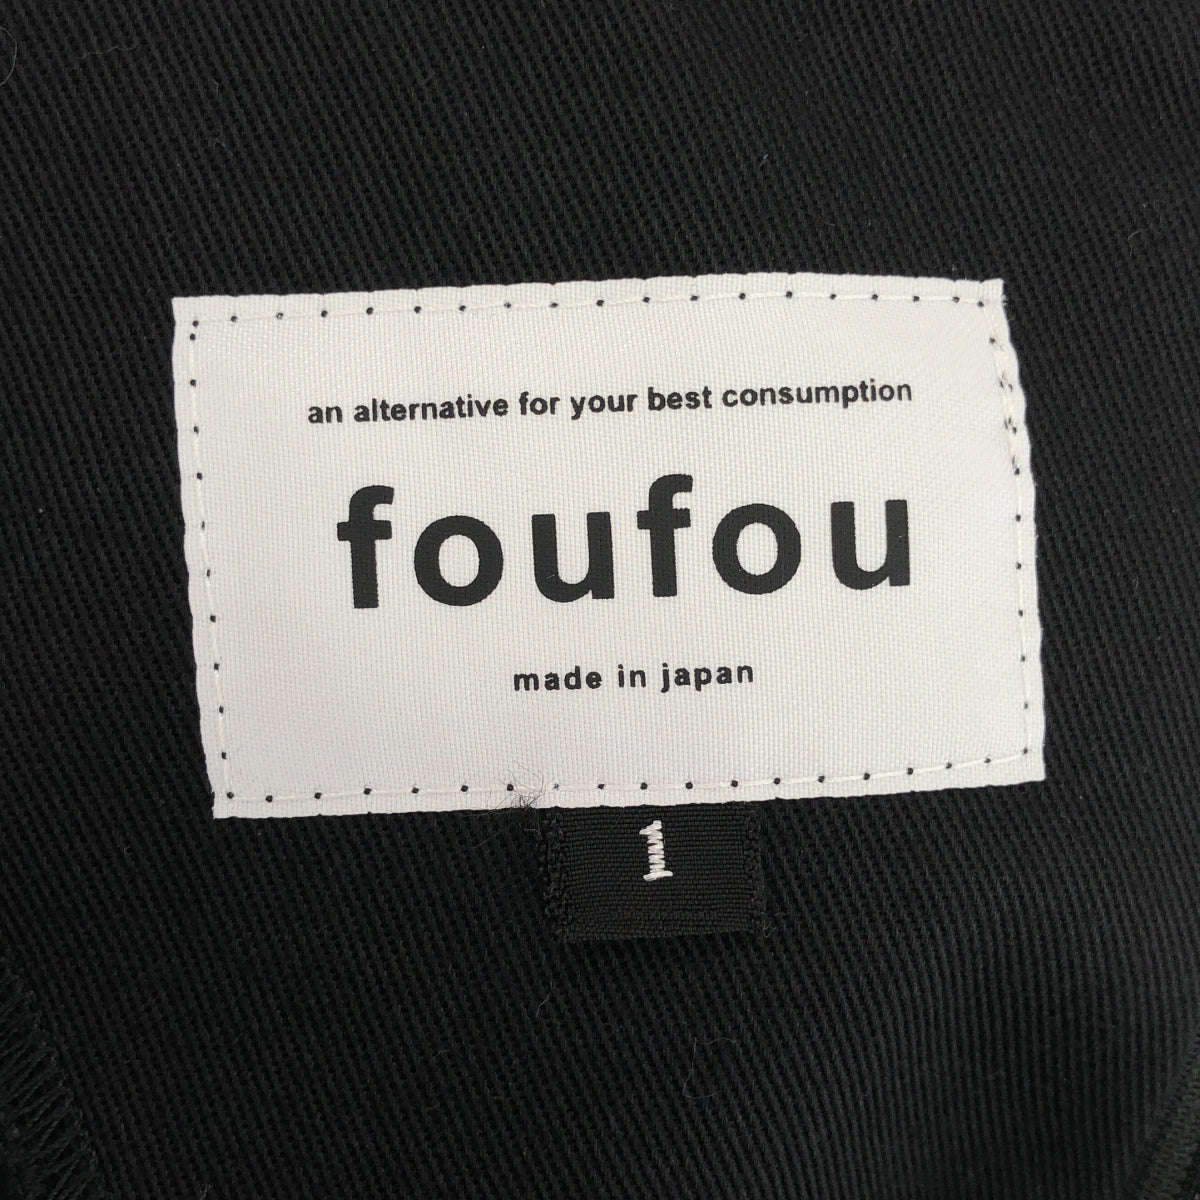 an alternative for your best consumption
foufou
made in japan
1